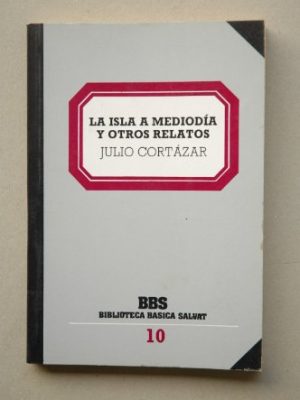 LA ISLA A MEDIODÍA
Y OTROS RELATOS
JULIO CORTÁZAR
BBS
BIBLIOTECA BASICA SALVAT
10